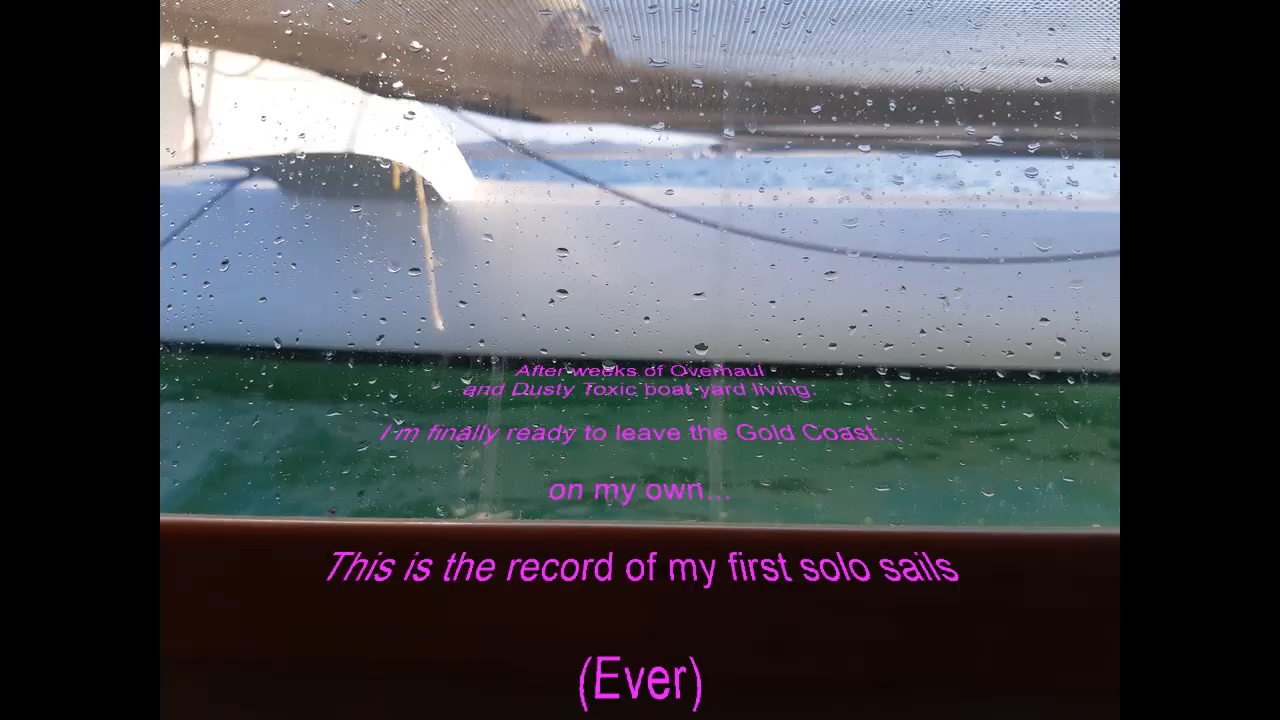 After weeks of Overhaul
and Dusty Toxic boat yard living.
I'm finally ready to leave the Gold Coast...
on my own...
This is the record of my first solo sails
(Ever)